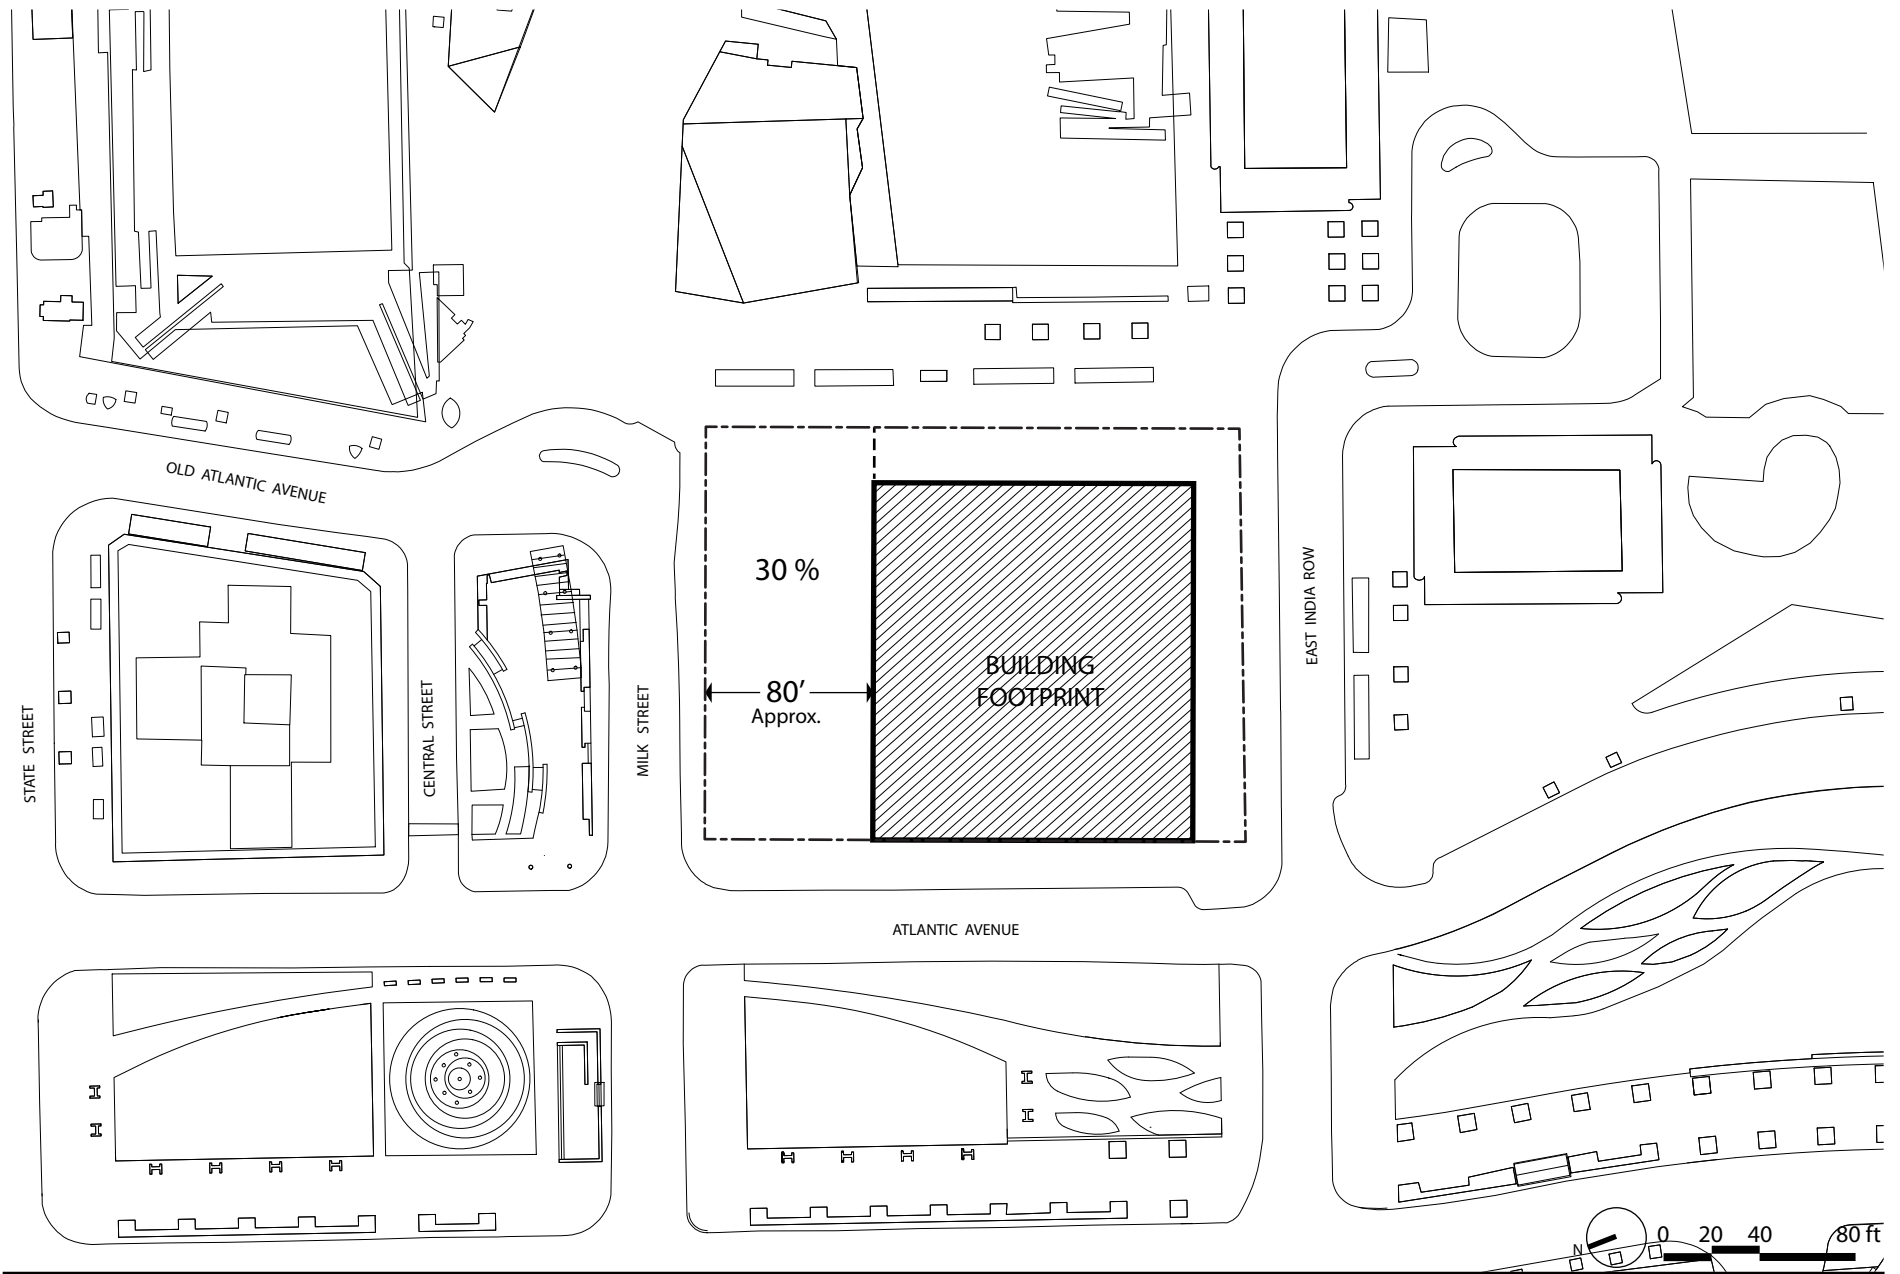 OLD ATLANTIC AVENUE
30 %
BUILDING
FOOTPRINT
80’
Approx.
STATE STREET
CENTRAL STREET
MILK STREET
EAST INDIA ROW
ATLANTIC AVENUE
N
0 20 40 80 ft